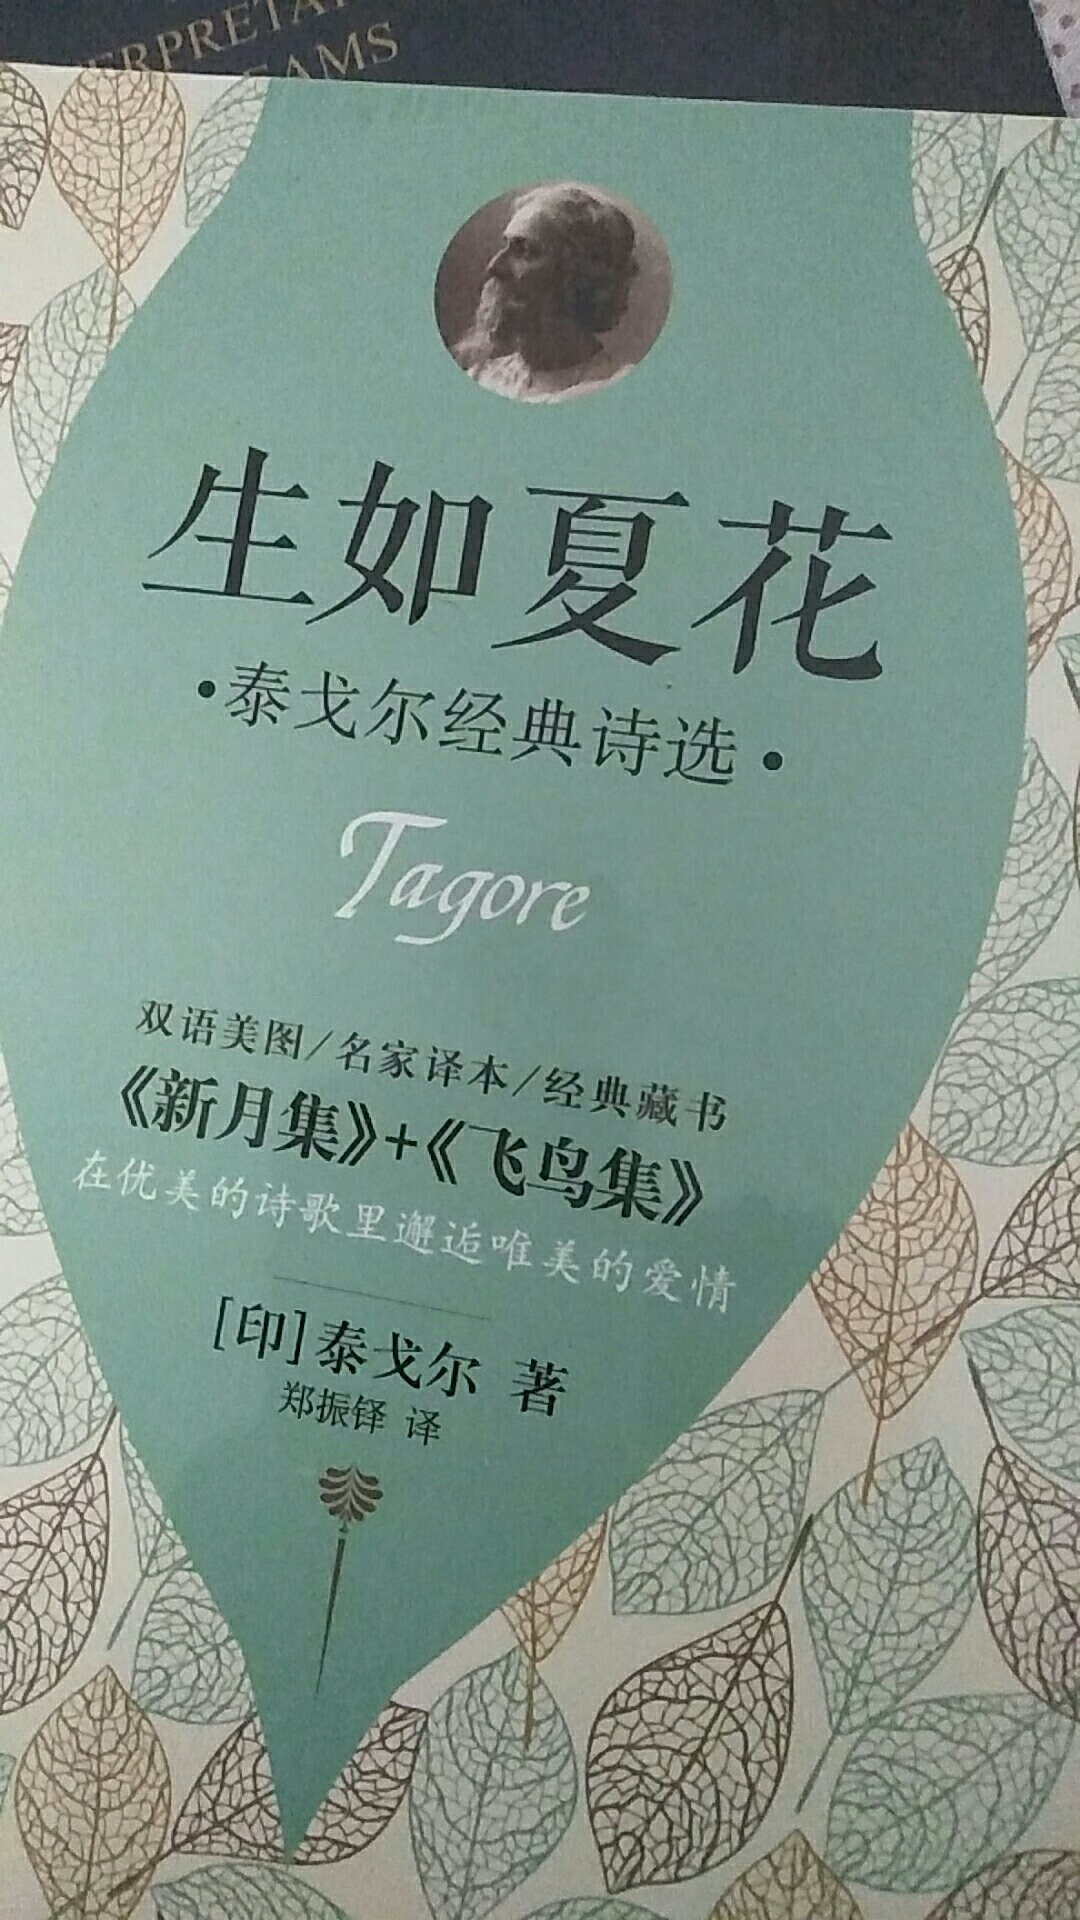 ERPRETA
EAMS
生如夏花
·泰戈尔经典诗选·
Tagore
双语美图/名家译本/经典藏书
《新月集》+《飞鸟集》
在优美的诗歌里邂逅唯美的爱情
[印]泰戈尔 著
郑振铎 译